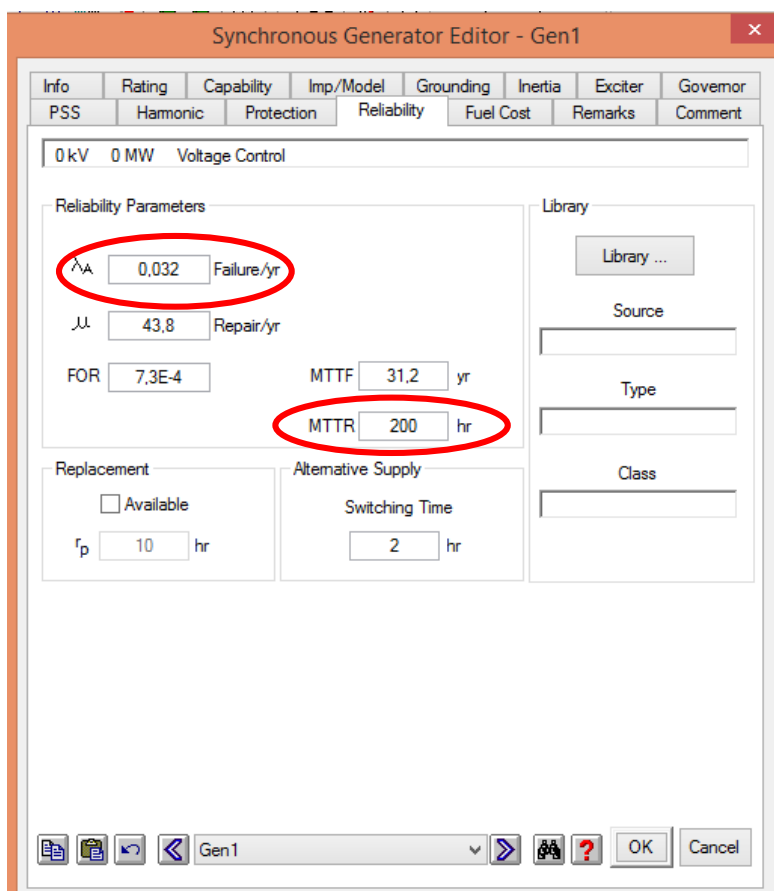 Synchronous Generator Editor - Gen1
Info Rating Capability Imp/Model Grounding Inertia Exciter Governor
PSS Harmonic Protection Reliability Fuel Cost Remarks Comment
0 kV 0 MW Voltage Control
Reliability Parameters
Library
λA 0,032 Failure/yr
Library ...
μ 43,8 Repair/yr
Source
FOR 7,3E-4 MTTF 31,2 yr
Type
MTTR 200 hr
Replacement
Alternative Supply
Class
Available
Switching Time
rp 10 hr
2 hr
Gen1
?
OK
Cancel